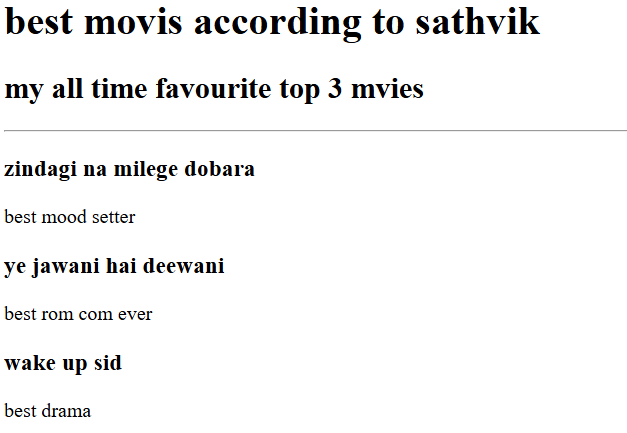 best movis according to sathvik
my all time favourite top 3 mvies
zindagi na milege dobara
best mood setter
ye jawani hai deewani
best rom com ever
wake up sid
best drama